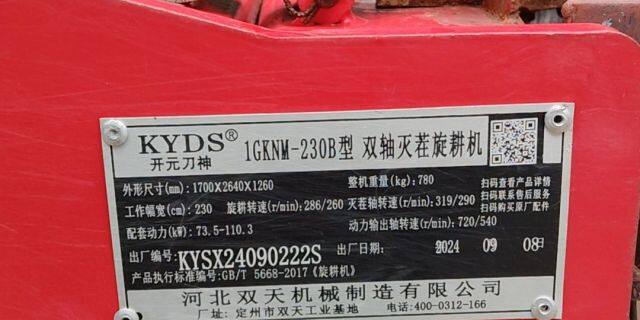 KYDS® 1GKNM-230B型 双轴灭茬旋耕机
开元刀神
外形尺寸(mm):1700X2640X1260 整机重量(kg):780
扫码查看产品详情
扫码联系售后服务
扫码购买原厂配件
工作幅宽(cm):230 旋耕转速(r/min):286/260 灭茬转速(r/min):319/290
配套动力(kW):73.5-110.3 动力输出轴转速(r/min):720/540
出厂编号:KYSX24090222S 出厂日期: 2024 09 08日
产品执行标准编号:GB/T 5668-2017《旋耕机》
河北双天机械制造有限公司
厂址:定州市双天工业基地 电话:400-0312-166